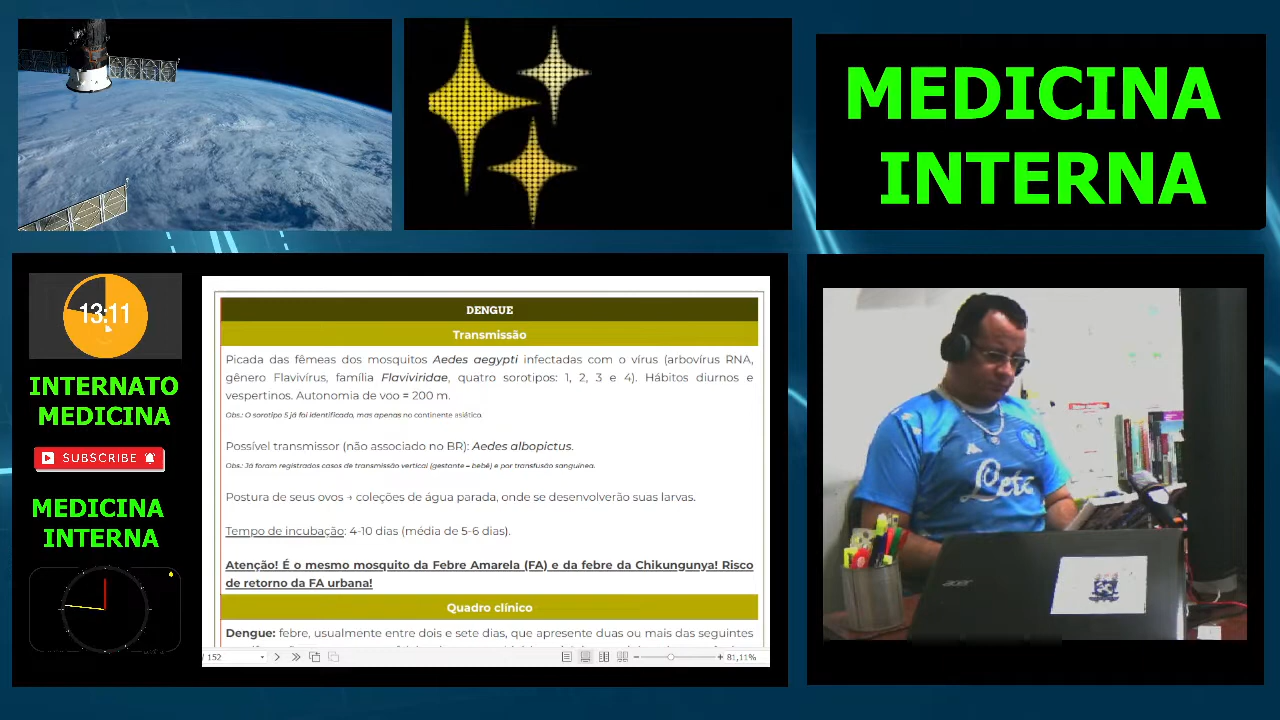 MEDICINA
INTERNA
13:11
INTERNATO
MEDICINA
SUBSCRIBE
MEDICINA
INTERNA
DENGUE
Transmissão
Picada das fêmeas dos mosquitos Aedes aegypti infectadas com o vírus (arbovírus RNA,
gênero Flavivírus, família Flaviviridae, quatro sorotipos: 1, 2, 3 e 4). Hábitos diurnos e
vespertinos. Autonomia de voo = 200 m.
Obs.: O sorotipo 5 já foi identificado, mas apenas no continente asiático.
Possível transmissor (não associado no BR): Aedes albopictus.
Obs.: Já foram registrados casos de transmissão vertical (gestante – bebê) e por transfusão sanguínea.
Postura de seus ovos → coleções de água parada, onde se desenvolverão suas larvas.
Tempo de incubação: 4-10 dias (média de 5-6 dias).
Atenção! É o mesmo mosquito da Febre Amarela (FA) e da febre da Chikungunya! Risco
de retorno da FA urbana!
Quadro clínico
Dengue: febre, usualmente entre dois e sete dias, que apresente duas ou mais das seguintes
/ 152
81,11%
acer